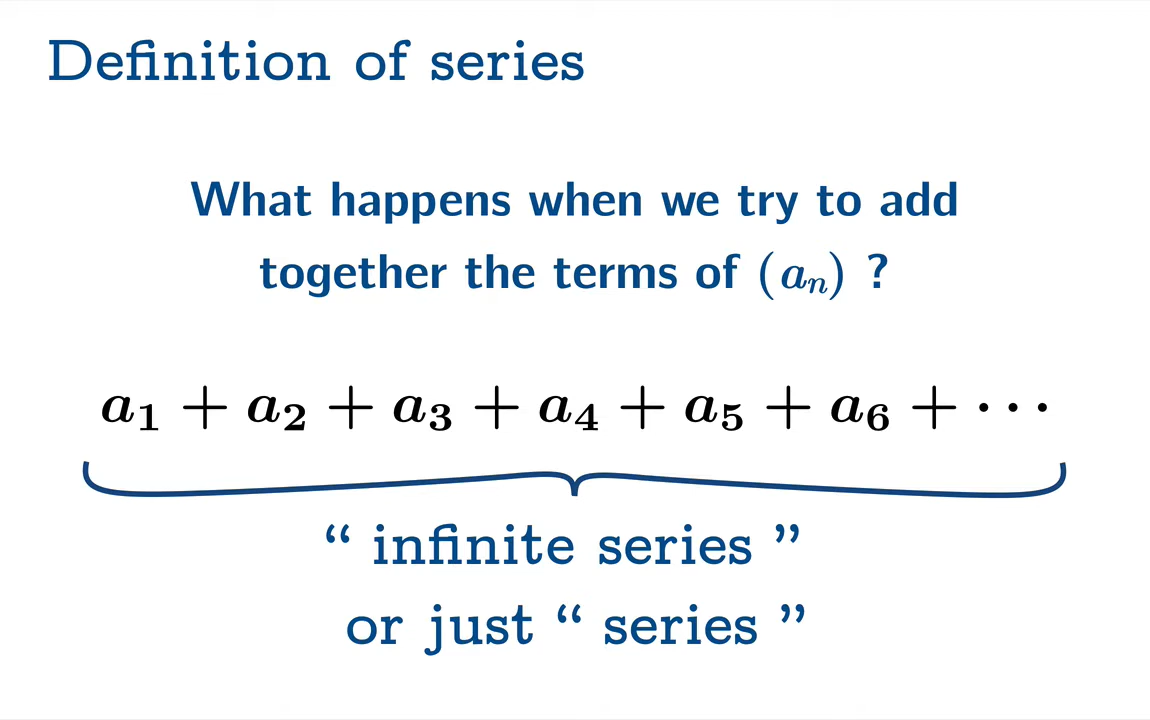 Definition of series
What happens when we try to add
together the terms of (aₙ) ?
a₁ + a₂ + a₃ + a₄ + a₅ + a₆ + ⋯
“ infinite series ”
or just “ series ”